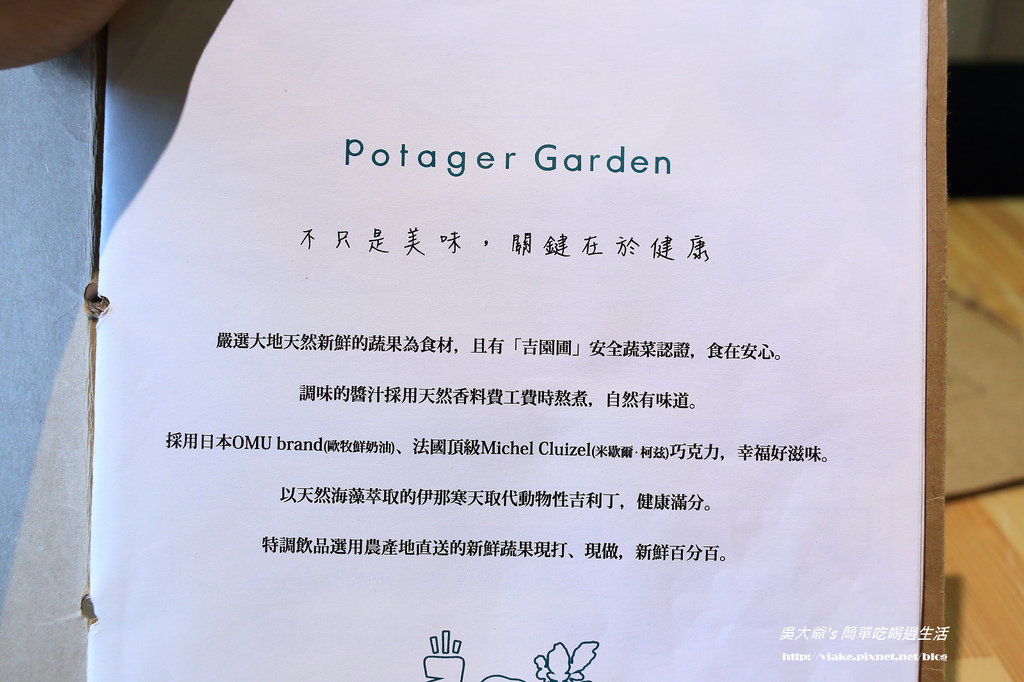 Potager Garden
不只是美味，關鍵在於健康
嚴選大地天然新鮮的蔬果為食材，且有「吉園圃」安全蔬菜認證，食在安心。
調味的醬汁採用天然香料費工費時熬煮，自然有味道。
採用日本OMU brand(歐牧鮮奶油)、法國頂級Michel Cluizel(米歇爾·柯茲)巧克力，幸福好滋味。
以天然海藻萃取的伊那寒天取代動物性吉利丁，健康滿分。
特調飲品選用農產地直送的新鮮蔬果現打、現做，新鮮百分百。
吳大爺's 簡單吃喝過生活
http://viake.pixnet.net/blog